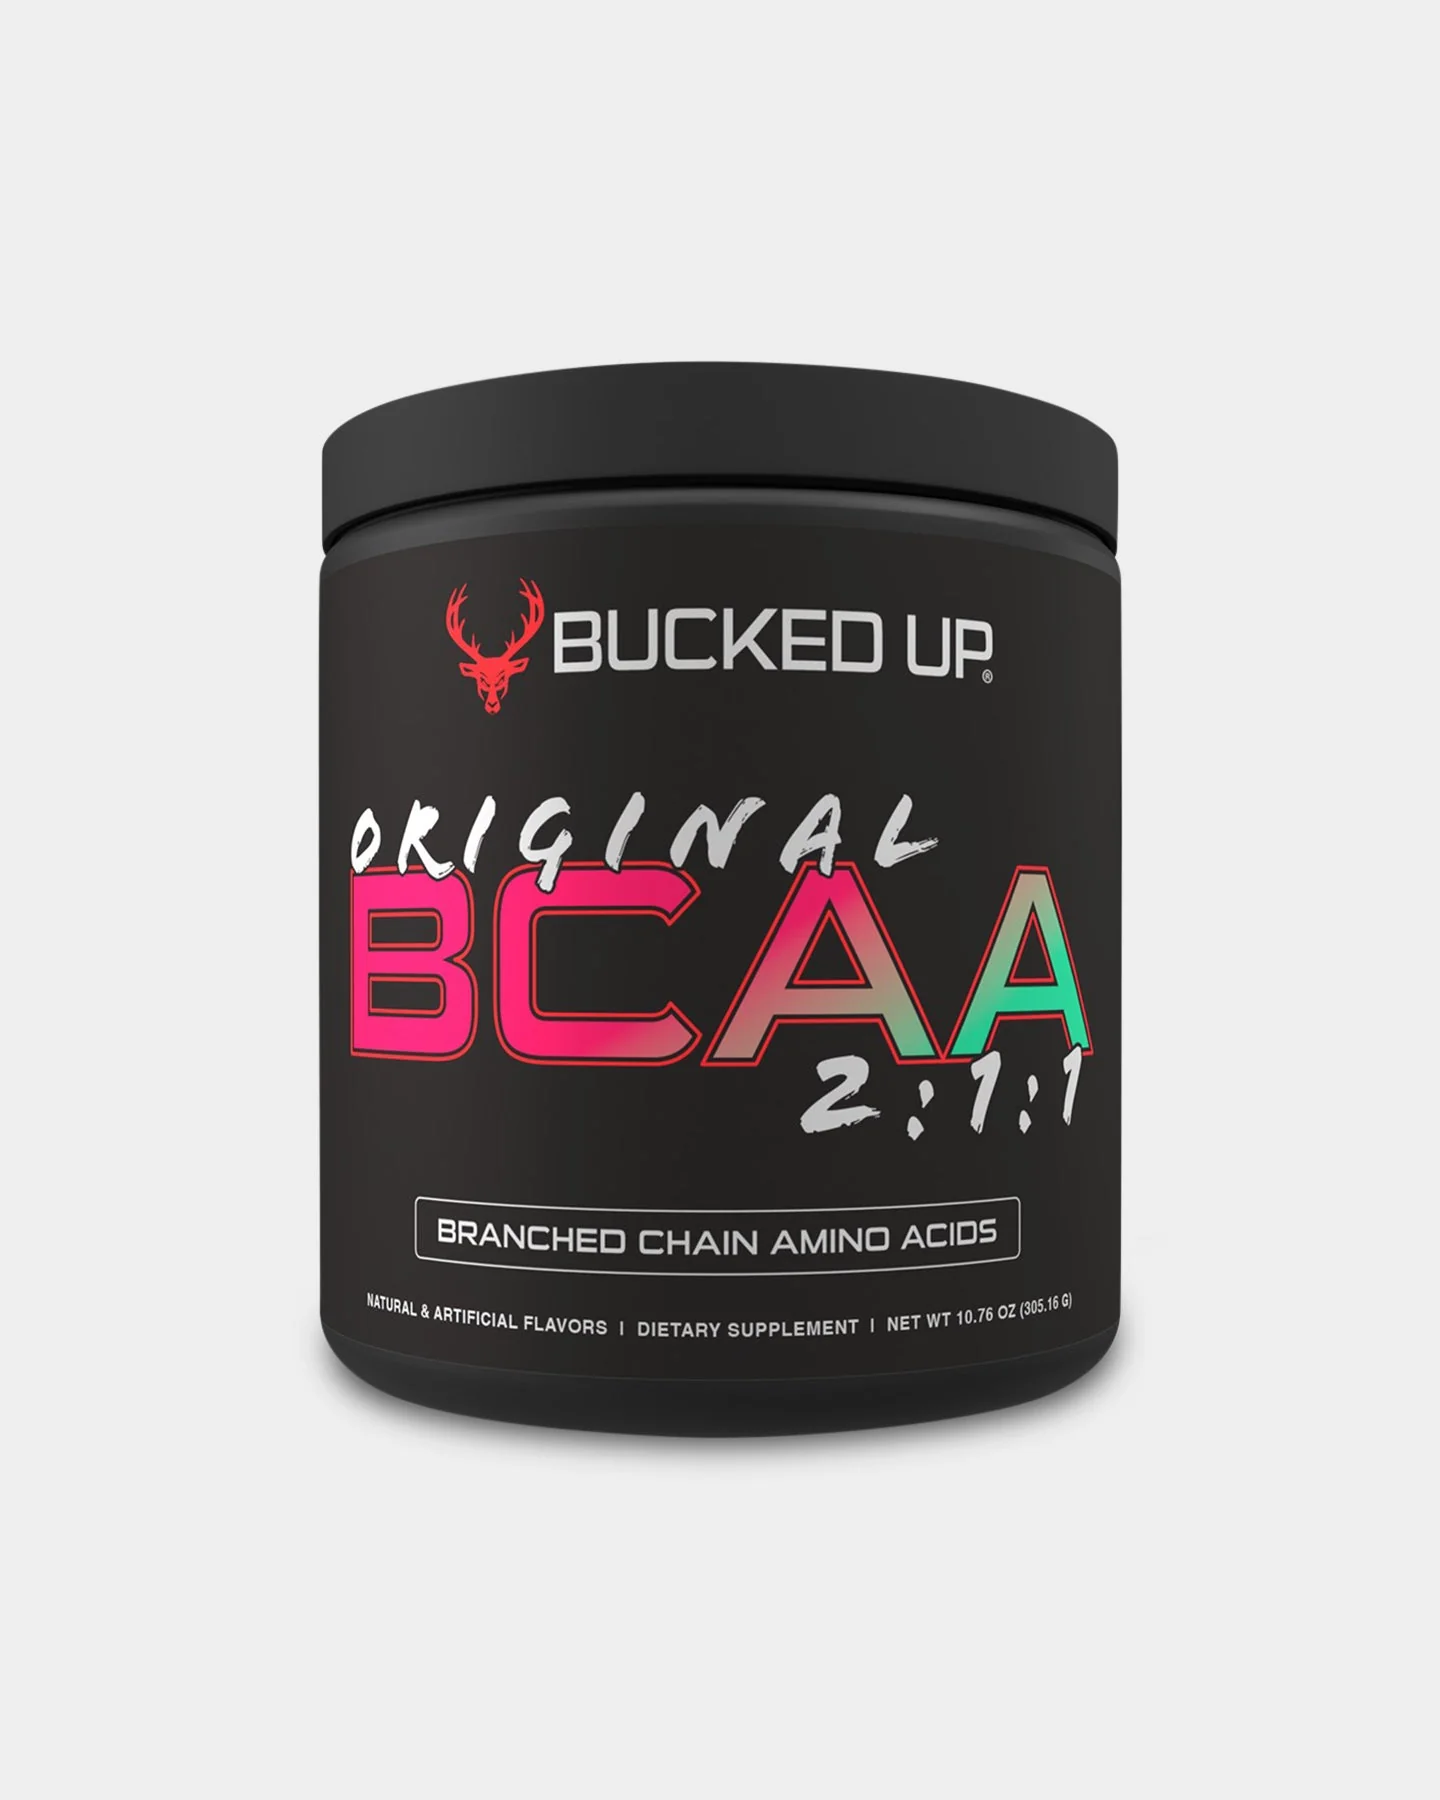 BUCKED UP®
ORIGINAL
BCAA
2:1:1
BRANCHED CHAIN AMINO ACIDS
NATURAL & ARTIFICIAL FLAVORS | DIETARY SUPPLEMENT | NET WT 10.76 OZ (305.16 G)